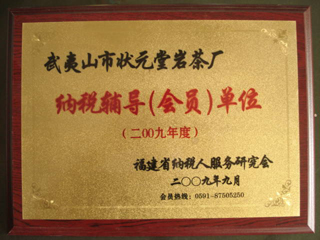 武夷山市状元堂岩茶厂
纳税辅导(会员)单位
(二00九年度)
福建省纳税人服务研究会
二〇〇九年九月
会员热线:0591-87505250